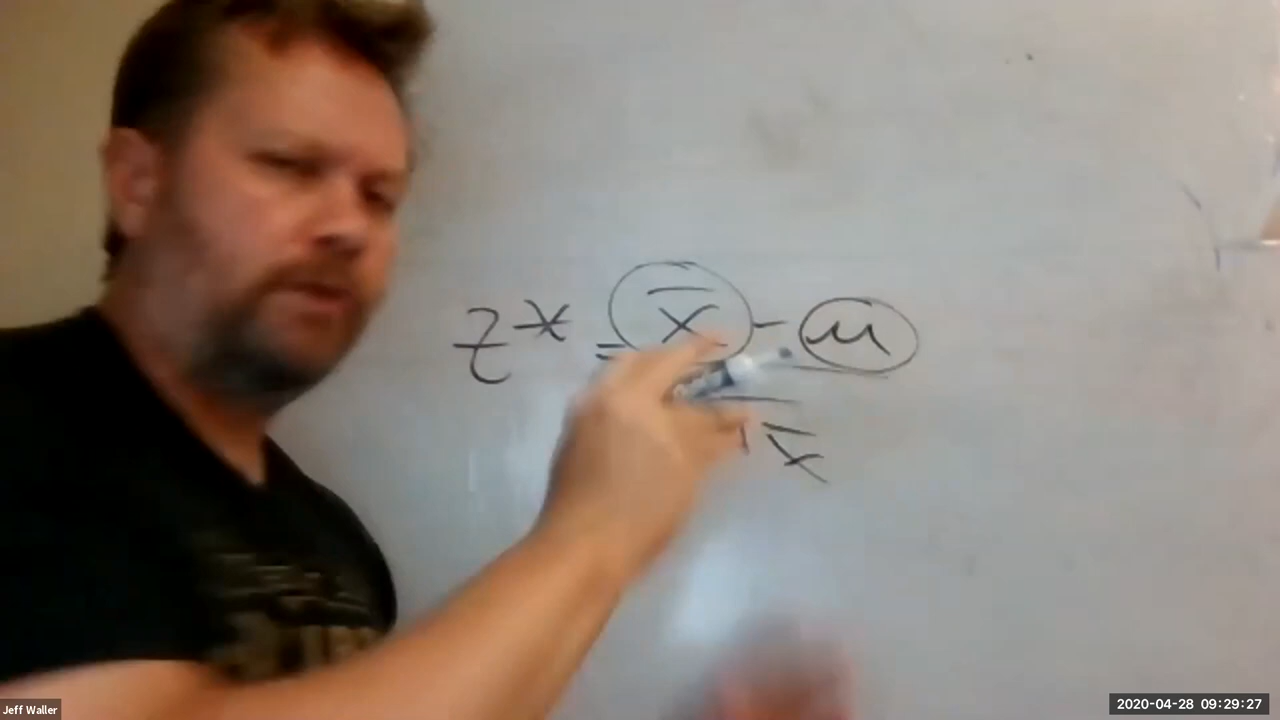 z* = x̄ - μ
x̄
Jeff Waller
2020-04-28 09:29:27